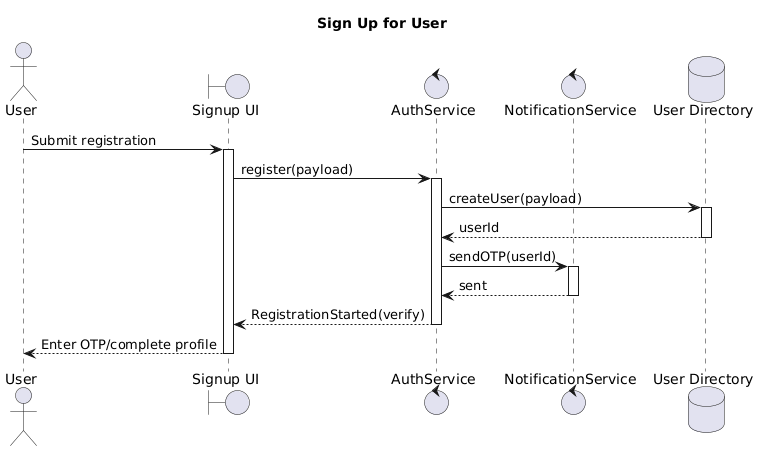 Sign Up for User
User
Signup UI
AuthService
NotificationService
User Directory
Submit registration
register(payload)
createUser(payload)
userId
sendOTP(userId)
sent
RegistrationStarted(verify)
Enter OTP/complete profile
User
Signup UI
AuthService
NotificationService
User Directory